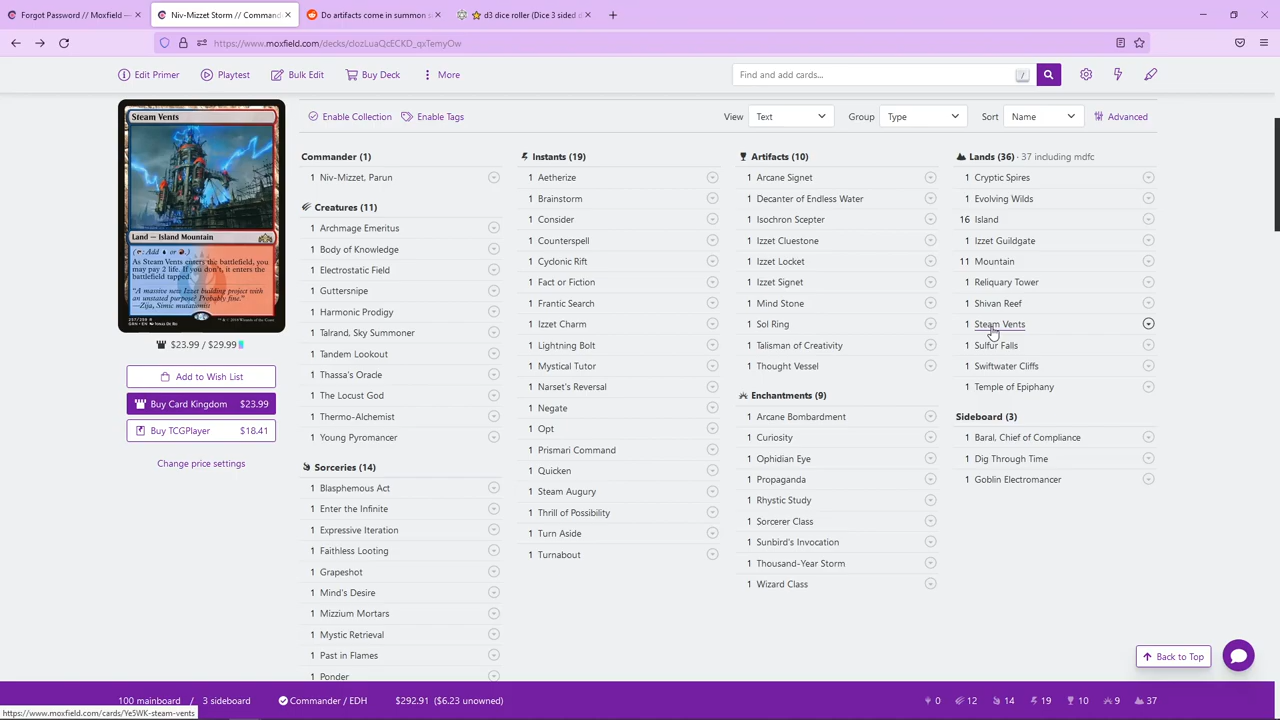 Forgot Password // Moxfield —
Niv-Mizzet Storm // Command
Do artifacts come in summon s
d3 dice roller (Dice 3 sided d
https://www.moxfield.com/decks/clozLuaQcECKD_qxTemyOw
Edit Primer
Playtest
Bulk Edit
Buy Deck
More
Find and add cards...
/
Steam Vents
Land — Island Mountain
As Steam Vents enters the battlefield, you may pay 2 life. If you don't, it enters the battlefield tapped.
"A massive new Izzet building project with an unstated purpose? Probably fine."
—Zija, Simic mutationist
$23.99 / $29.99
Add to Wish List
Buy Card Kingdom $23.99
Buy TCGPlayer $18.41
Change price settings
Enable Collection
Enable Tags
View Text
Group Type
Sort Name
Advanced
Commander (1)
1 Niv-Mizzet, Parun
Creatures (11)
1 Archmage Emeritus
1 Body of Knowledge
1 Electrostatic Field
1 Guttersnipe
1 Harmonic Prodigy
1 Kykar, Sky Summoner
1 Tandem Lookout
1 Thassa's Oracle
1 The Locust God
1 Thermo-Alchemist
1 Young Pyromancer
Sorceries (14)
1 Blasphemous Act
1 Enter the Infinite
1 Expressive Iteration
1 Faithless Looting
1 Grapeshot
1 Mind's Desire
1 Mizzium Mortars
1 Mystic Retrieval
1 Past in Flames
1 Ponder
Instants (19)
1 Aetherize
1 Brainstorm
1 Consider
1 Counterspell
1 Cyclonic Rift
1 Fact or Fiction
1 Frantic Search
1 Izzet Charm
1 Lightning Bolt
1 Mystical Tutor
1 Narset's Reversal
1 Negate
1 Opt
1 Prismari Command
1 Quicken
1 Steam Augury
1 Thrill of Possibility
1 Turn Aside
1 Turnabout
Artifacts (10)
1 Arcane Signet
1 Decanter of Endless Water
1 Isochron Scepter
1 Izzet Cluestone
1 Izzet Locket
1 Izzet Signet
1 Mind Stone
1 Sol Ring
1 Talisman of Creativity
1 Thought Vessel
Enchantments (9)
1 Arcane Bombardment
1 Curiosity
1 Ophidian Eye
1 Propaganda
1 Rhystic Study
1 Sorcerer Class
1 Sunbird's Invocation
1 Thousand-Year Storm
1 Wizard Class
Lands (36) · 37 including mdfc
1 Cryptic Spires
1 Evolving Wilds
16 Island
1 Izzet Guildgate
11 Mountain
1 Reliquary Tower
1 Shivan Reef
1 Steam Vents
1 Sulfur Falls
1 Swiftwater Cliffs
1 Temple of Epiphany
Sideboard (3)
1 Baral, Chief of Compliance
1 Dig Through Time
1 Goblin Electromancer
Back to Top
100 mainboard / 3 sideboard
Commander / EDH
$292.91 ($6.23 unowned)
0
12
14
19
10
9
37
https://www.moxfield.com/cards/Ye5WK-steam-vents